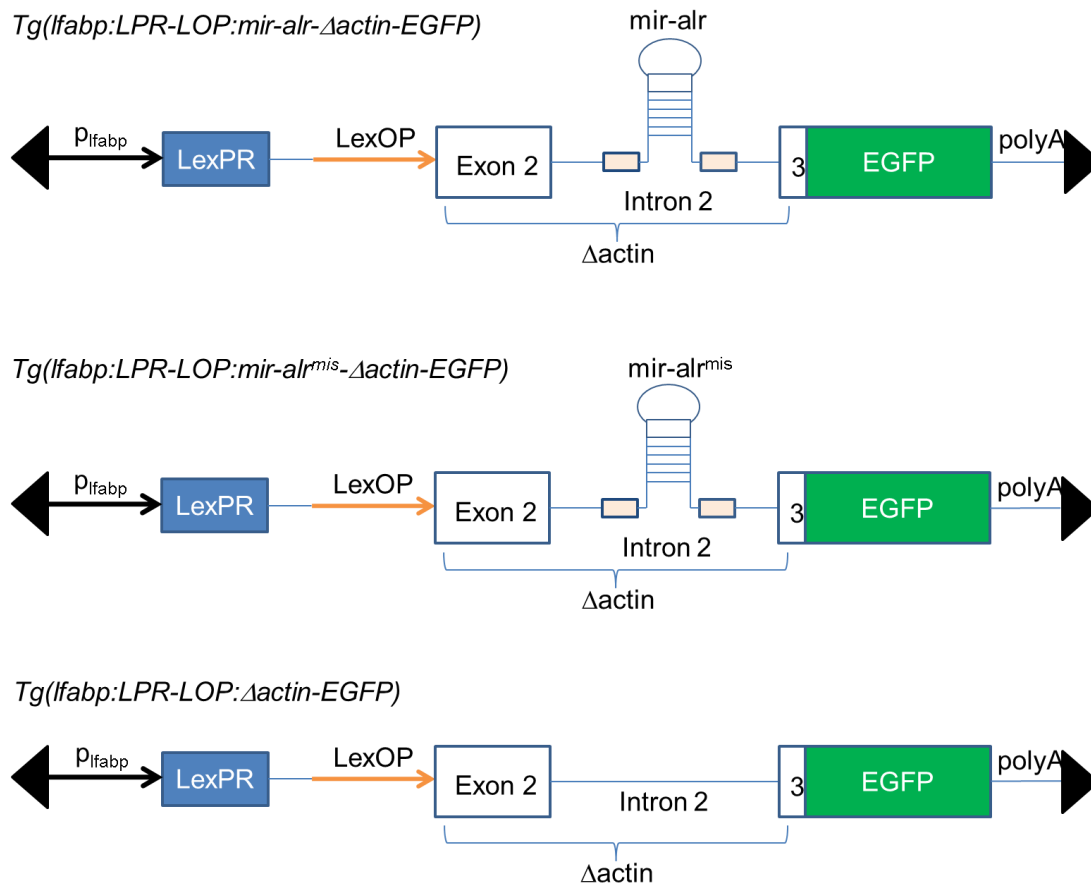 Tg(lfabp:LPR-LOP:mir-alr-Δactin-EGFP)
mir-alr
plfabp
LexPR
LexOP
Exon 2
Intron 2
3
EGFP
polyA
Δactin
Tg(lfabp:LPR-LOP:mir-alrmis-Δactin-EGFP)
mir-alrmis
plfabp
LexPR
LexOP
Exon 2
Intron 2
3
EGFP
polyA
Δactin
Tg(lfabp:LPR-LOP:Δactin-EGFP)
plfabp
LexPR
LexOP
Exon 2
Intron 2
3
EGFP
polyA
Δactin